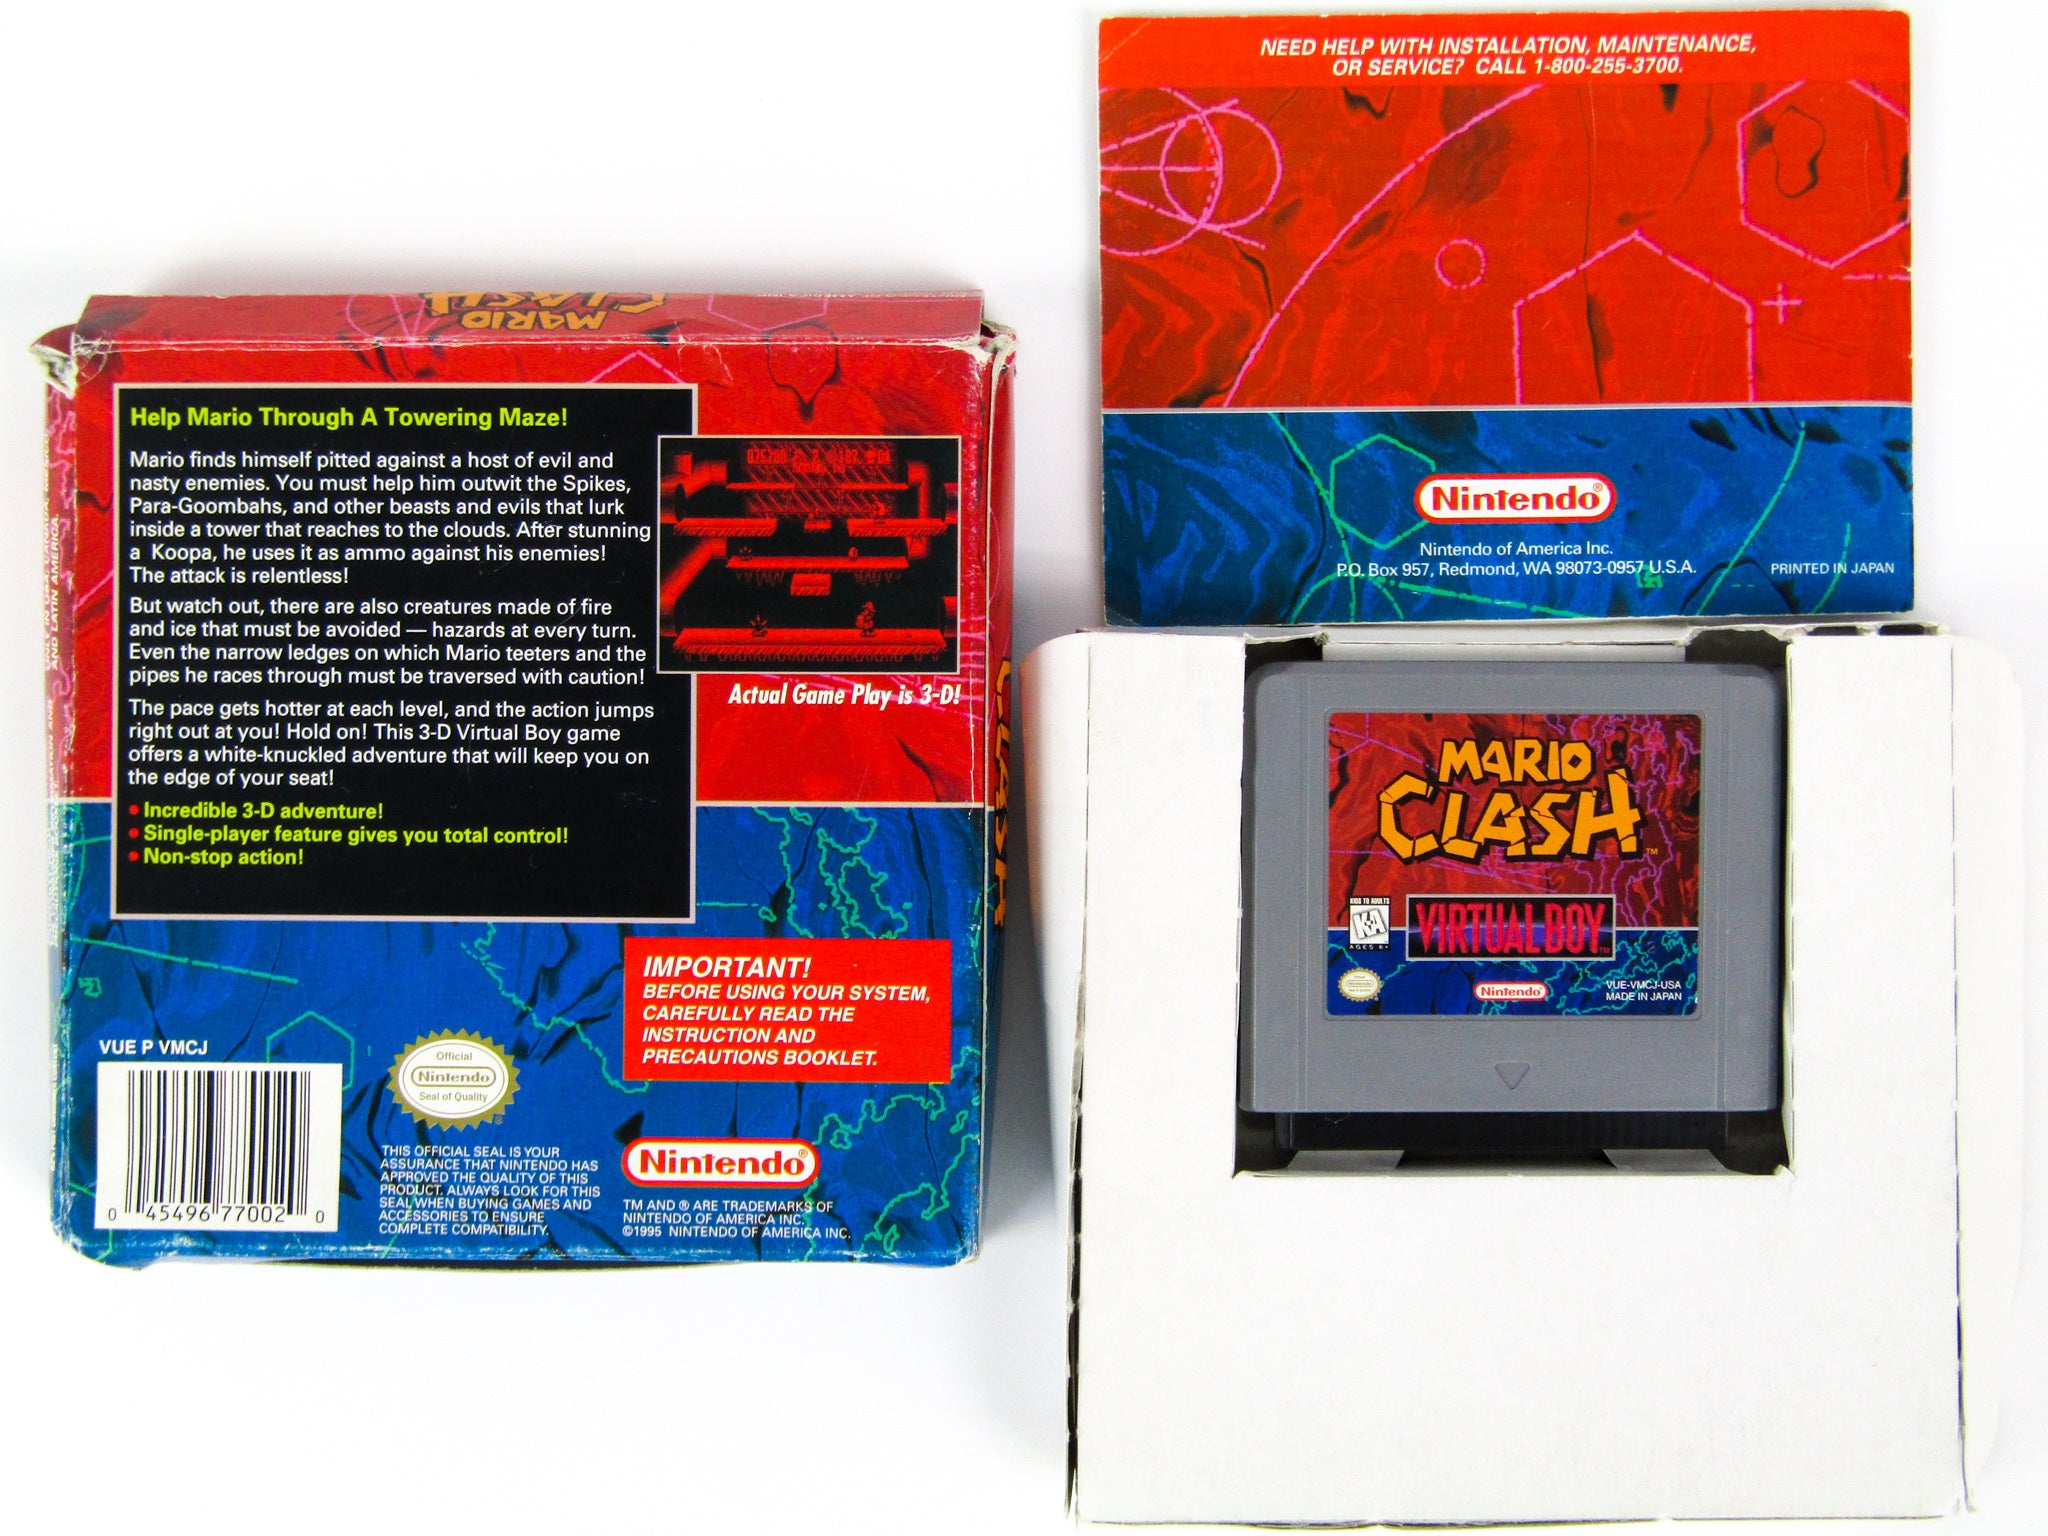 MARIO
CLASH
Help Mario Through A Towering Maze!
Mario finds himself pitted against a host of evil and
nasty enemies. You must help him outwit the Spikes,
Para-Goombahs, and other beasts and evils that lurk
inside a tower that reaches to the clouds. After stunning
a Koopa, he uses it as ammo against his enemies!
The attack is relentless!
But watch out, there are also creatures made of fire
and ice that must be avoided — hazards at every turn.
Even the narrow ledges on which Mario teeters and the
pipes he races through must be traversed with caution!
The pace gets hotter at each level, and the action jumps
right out at you! Hold on! This 3-D Virtual Boy game
offers a white-knuckled adventure that will keep you on
the edge of your seat!
• Incredible 3-D adventure!
• Single-player feature gives you total control!
• Non-stop action!
Actual Game Play is 3-D!
IMPORTANT!
BEFORE USING YOUR SYSTEM,
CAREFULLY READ THE
INSTRUCTION AND
PRECAUTIONS BOOKLET.
VUE P VMCJ
0 45496 77002 0
Official
Nintendo
Seal of Quality
THIS OFFICIAL SEAL IS YOUR
ASSURANCE THAT NINTENDO HAS
APPROVED THE QUALITY OF THIS
PRODUCT. ALWAYS LOOK FOR THIS
SEAL WHEN BUYING GAMES AND
ACCESSORIES TO ENSURE
COMPLETE COMPATIBILITY.
Nintendo®
TM AND ® ARE TRADEMARKS OF
NINTENDO OF AMERICA INC.
©1995 NINTENDO OF AMERICA INC.
AND LATIN AMERICA.
CLASH
NEED HELP WITH INSTALLATION, MAINTENANCE,
OR SERVICE? CALL 1-800-255-3700.
Nintendo®
Nintendo of America Inc.
P.O. Box 957, Redmond, WA 98073-0957 U.S.A.
PRINTED IN JAPAN
MARIO
CLASH™
KIDS TO ADULTS
K-A
AGES 6+
VIRTUAL BOY™
Nintendo®
VUE-VMCJ-USA
MADE IN JAPAN